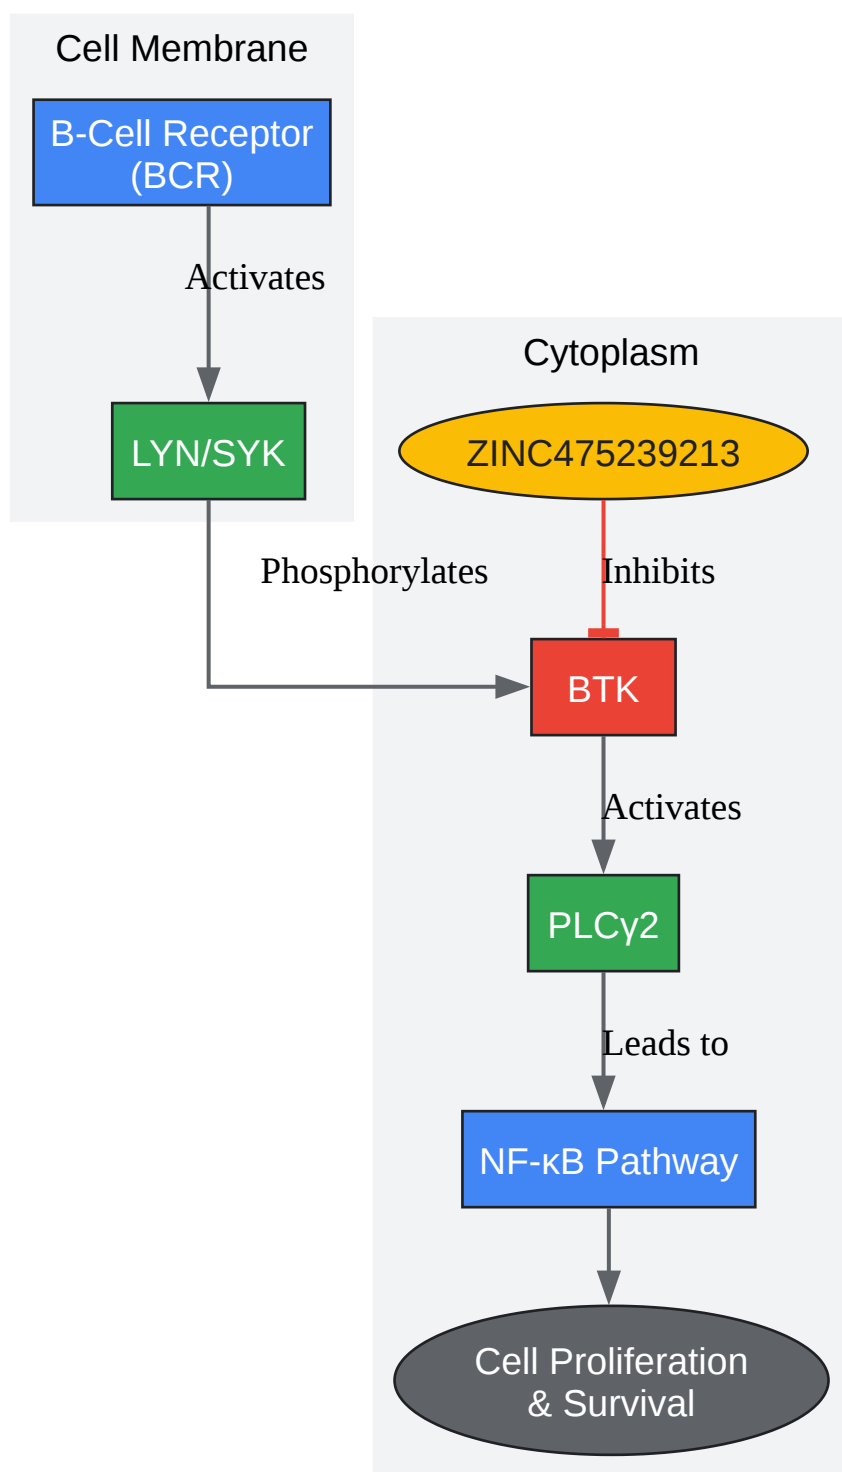 Cell Membrane
B-Cell Receptor
(BCR)
Activates
LYN/SYK
Phosphorylates
Cytoplasm
ZINC475239213
Inhibits
BTK
Activates
PLCγ2
Leads to
NF-κB Pathway
Cell Proliferation
& Survival